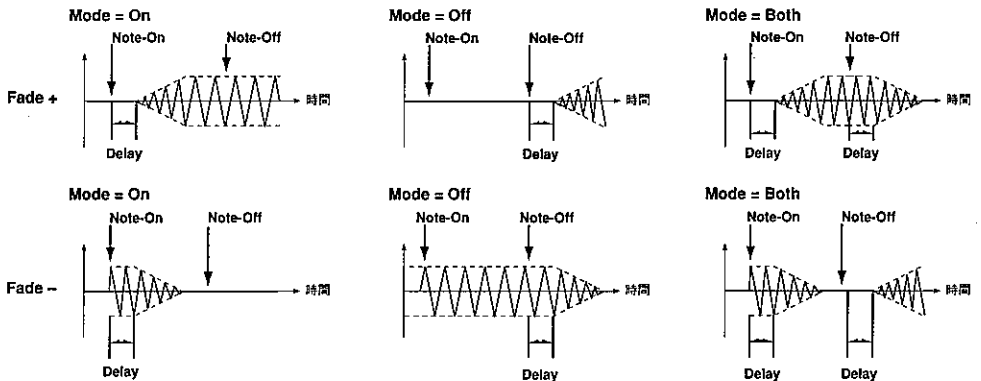 Mode = On
Mode = Off
Mode = Both
Note-On
Note-Off
Note-On
Note-Off
Note-On
Note-Off
Fade +
時間
時間
時間
Delay
Delay
Delay
Delay
Mode = On
Mode = Off
Mode = Both
Note-On
Note-Off
Note-On
Note-Off
Note-On
Note-Off
Fade –
時間
時間
時間
Delay
Delay
Delay
Delay